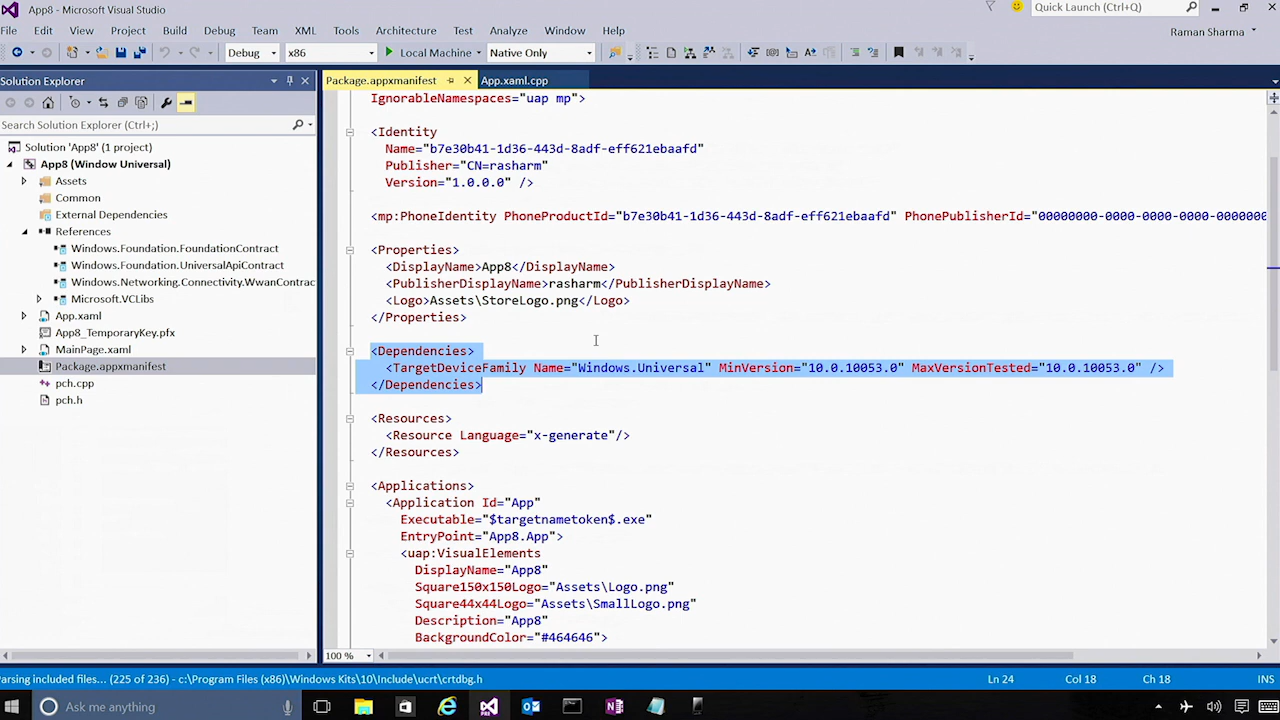 App8 - Microsoft Visual Studio
Quick Launch (Ctrl+Q)
File Edit View Project Build Debug Team XML Tools Architecture Test Analyze Window Help
Raman Sharma
Debug x86 Local Machine Native Only
Solution Explorer
Package.appxmanifest App.xaml.cpp
Search Solution Explorer (Ctrl+;)
Solution 'App8' (1 project)
App8 (Window Universal)
Assets
Common
External Dependencies
References
Windows.Foundation.FoundationContract
Windows.Foundation.UniversalApiContract
Windows.Networking.Connectivity.WwanContract
Microsoft.VCLibs
App.xaml
App8_TemporaryKey.pfx
MainPage.xaml
Package.appxmanifest
pch.cpp
pch.h
IgnorableNamespaces="uap mp">
<Identity
Name="b7e30b41-1d36-443d-8adf-eff621ebaafd"
Publisher="CN=rasharm"
Version="1.0.0.0" />
<mp:PhoneIdentity PhoneProductId="b7e30b41-1d36-443d-8adf-eff621ebaafd" PhonePublisherId="00000000-0000-0000-0000-0000000
<Properties>
<DisplayName>App8</DisplayName>
<PublisherDisplayName>rasharm</PublisherDisplayName>
<Logo>Assets\StoreLogo.png</Logo>
</Properties>
<Dependencies>
<TargetDeviceFamily Name="Windows.Universal" MinVersion="10.0.10053.0" MaxVersionTested="10.0.10053.0" />
</Dependencies>
<Resources>
<Resource Language="x-generate"/>
</Resources>
<Applications>
<Application Id="App"
Executable="$targetnametoken$.exe"
EntryPoint="App8.App">
<uap:VisualElements
DisplayName="App8"
Square150x150Logo="Assets\Logo.png"
Square44x44Logo="Assets\SmallLogo.png"
Description="App8"
BackgroundColor="#464646">
100 %
Parsing included files... (225 of 236) - c:\Program Files (x86)\Windows Kits\10\Include\ucrt\crtdbg.h Ln 24 Col 18 Ch 18 INS
Ask me anything